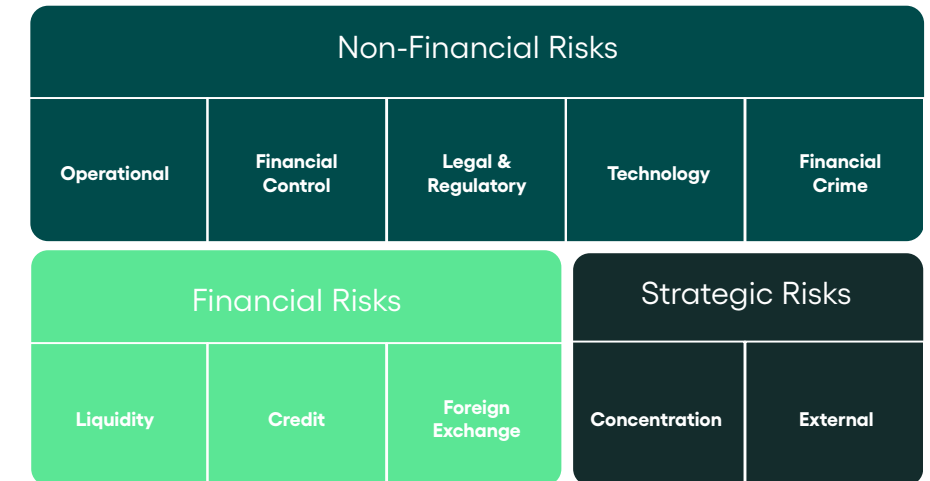 Non-Financial Risks
Operational
Financial
Control
Legal &
Regulatory
Technology
Financial
Crime
Financial Risks
Liquidity
Credit
Foreign
Exchange
Strategic Risks
Concentration
External